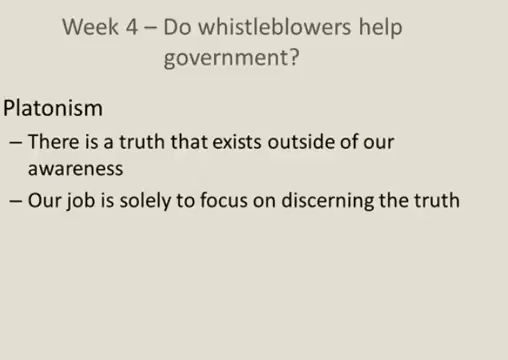 Week 4 – Do whistleblowers help
government?
Platonism
– There is a truth that exists outside of our
awareness
– Our job is solely to focus on discerning the truth